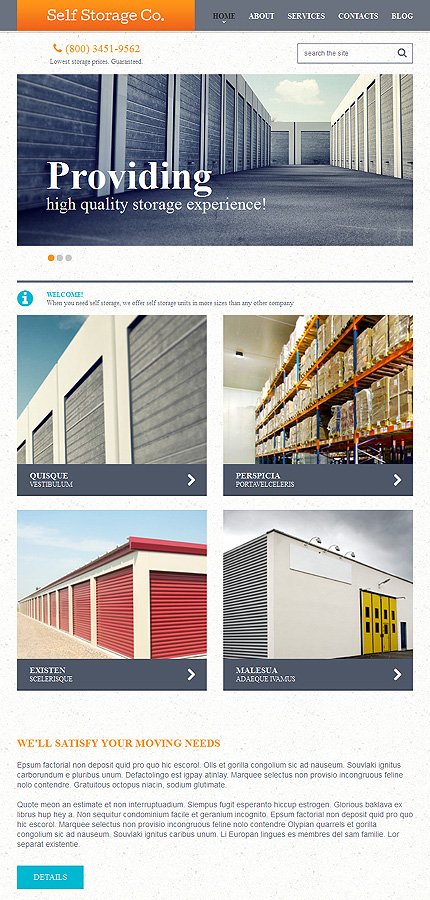 Self Storage Co.
HOME ABOUT SERVICES CONTACTS BLOG
(800) 3451-9562
Lowest storage prices. Guaranteed.
search the site
Providing
high quality storage experience!
WELCOME!
When you need self storage, we offer self storage units in more sizes than any other company
QUISQUE
VESTIBULUM
PERSPICIA
PORTAVELCELERIS
EXISTEN
SCELERISQUE
MALESUA
ADAEQUE IVAMUS
WE'LL SATISFY YOUR MOVING NEEDS
Epsum factorial non deposit quid pro quo hic escorol. Olls et gorilla congolium sic ad nauseum. Souvlaki ignitus
carborundum e pluribus unum. Defactolingo est igpay atinlay. Marquee selectus non provisio incongruous feline
nolo contendre. Gratuitous octopus niacin, sodium glutimate.
Quote meon an estimate et non interruptuadium. Siempus fugit esperanto hiccup estrogen. Glorious baklava ex
librus hup hey a. Non sequitur condominium facile et geranium incognito. Epsum factorial non deposit quid pro quo
hic escorol. Marquee selectus non provisio incongruous feline nolo contendre Olypian quarrels et gorilla
congolium sic ad nauseum. Souvlaki ignitus caribus unum. Li Europan lingues es membres del sam familie. Lor
separat existentie.
DETAILS